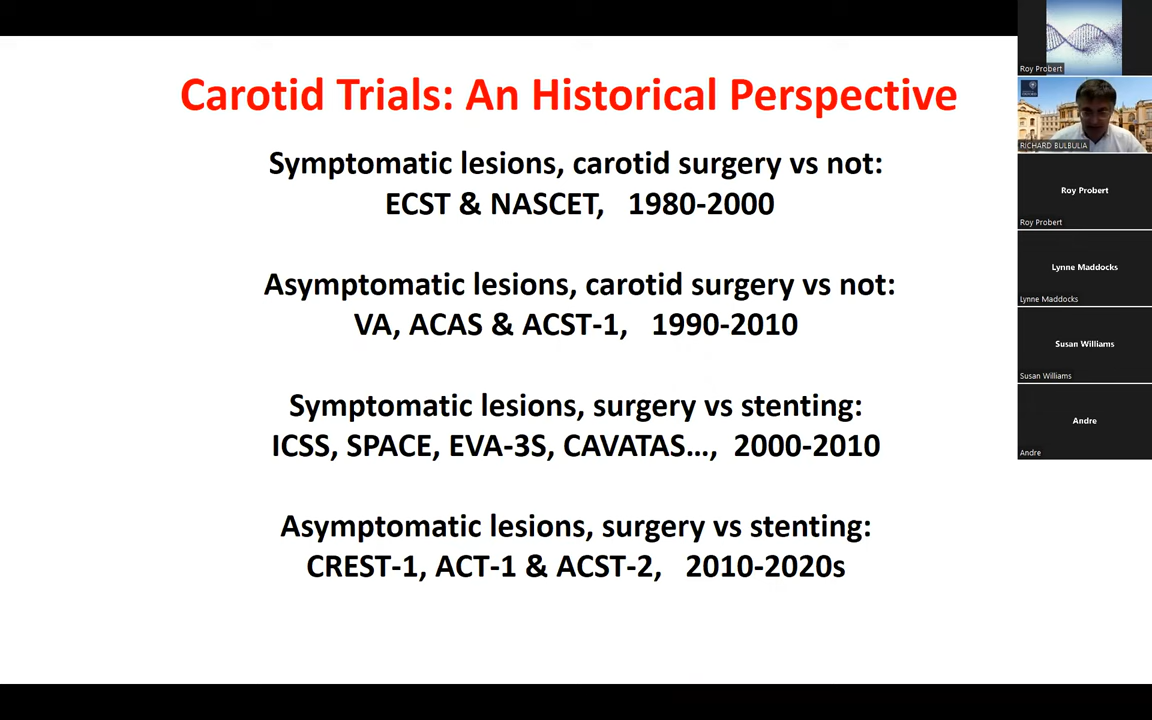 Carotid Trials: An Historical Perspective
Symptomatic lesions, carotid surgery vs not:
ECST & NASCET, 1980-2000
Asymptomatic lesions, carotid surgery vs not:
VA, ACAS & ACST-1, 1990-2010
Symptomatic lesions, surgery vs stenting:
ICSS, SPACE, EVA-3S, CAVATAS..., 2000-2010
Asymptomatic lesions, surgery vs stenting:
CREST-1, ACT-1 & ACST-2, 2010-2020s
Roy Probert
RICHARD BULBULIA
Roy Probert
Roy Probert
Lynne Maddocks
Lynne Maddocks
Susan Williams
Susan Williams
Andre
Andre